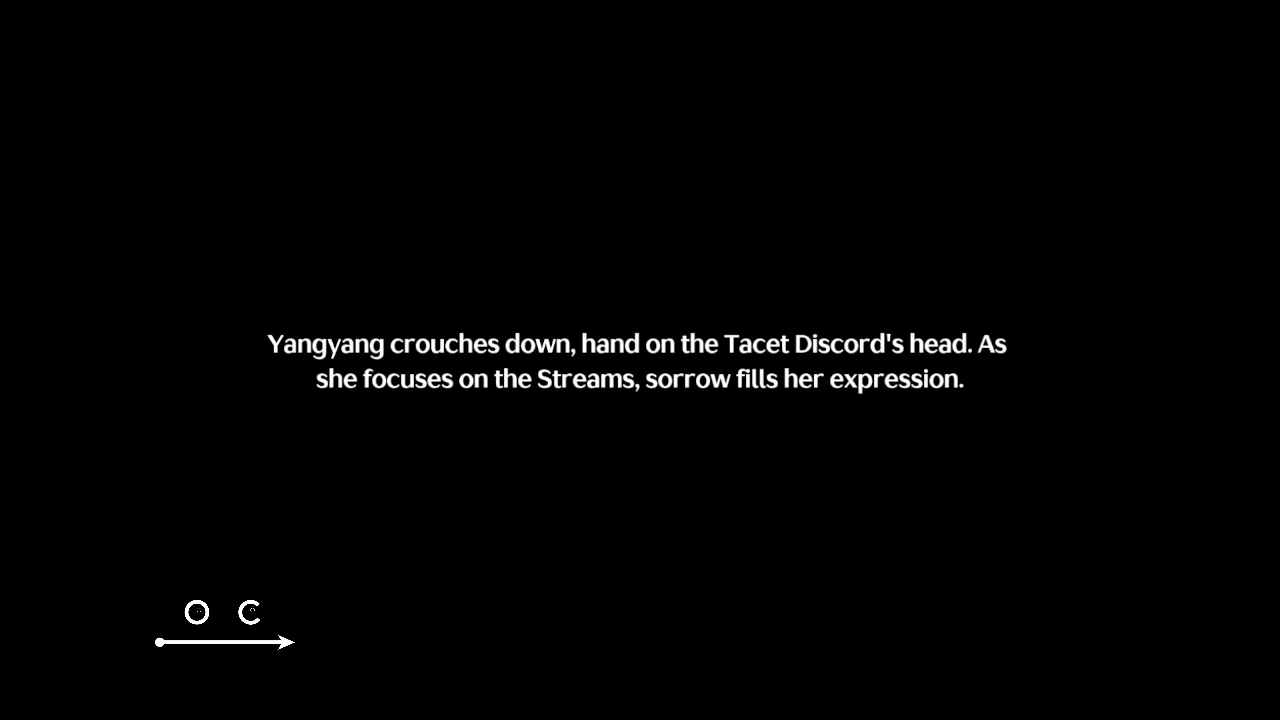 Yangyang crouches down, hand on the Tacet Discord's head. As
she focuses on the Streams, sorrow fills her expression.
O C